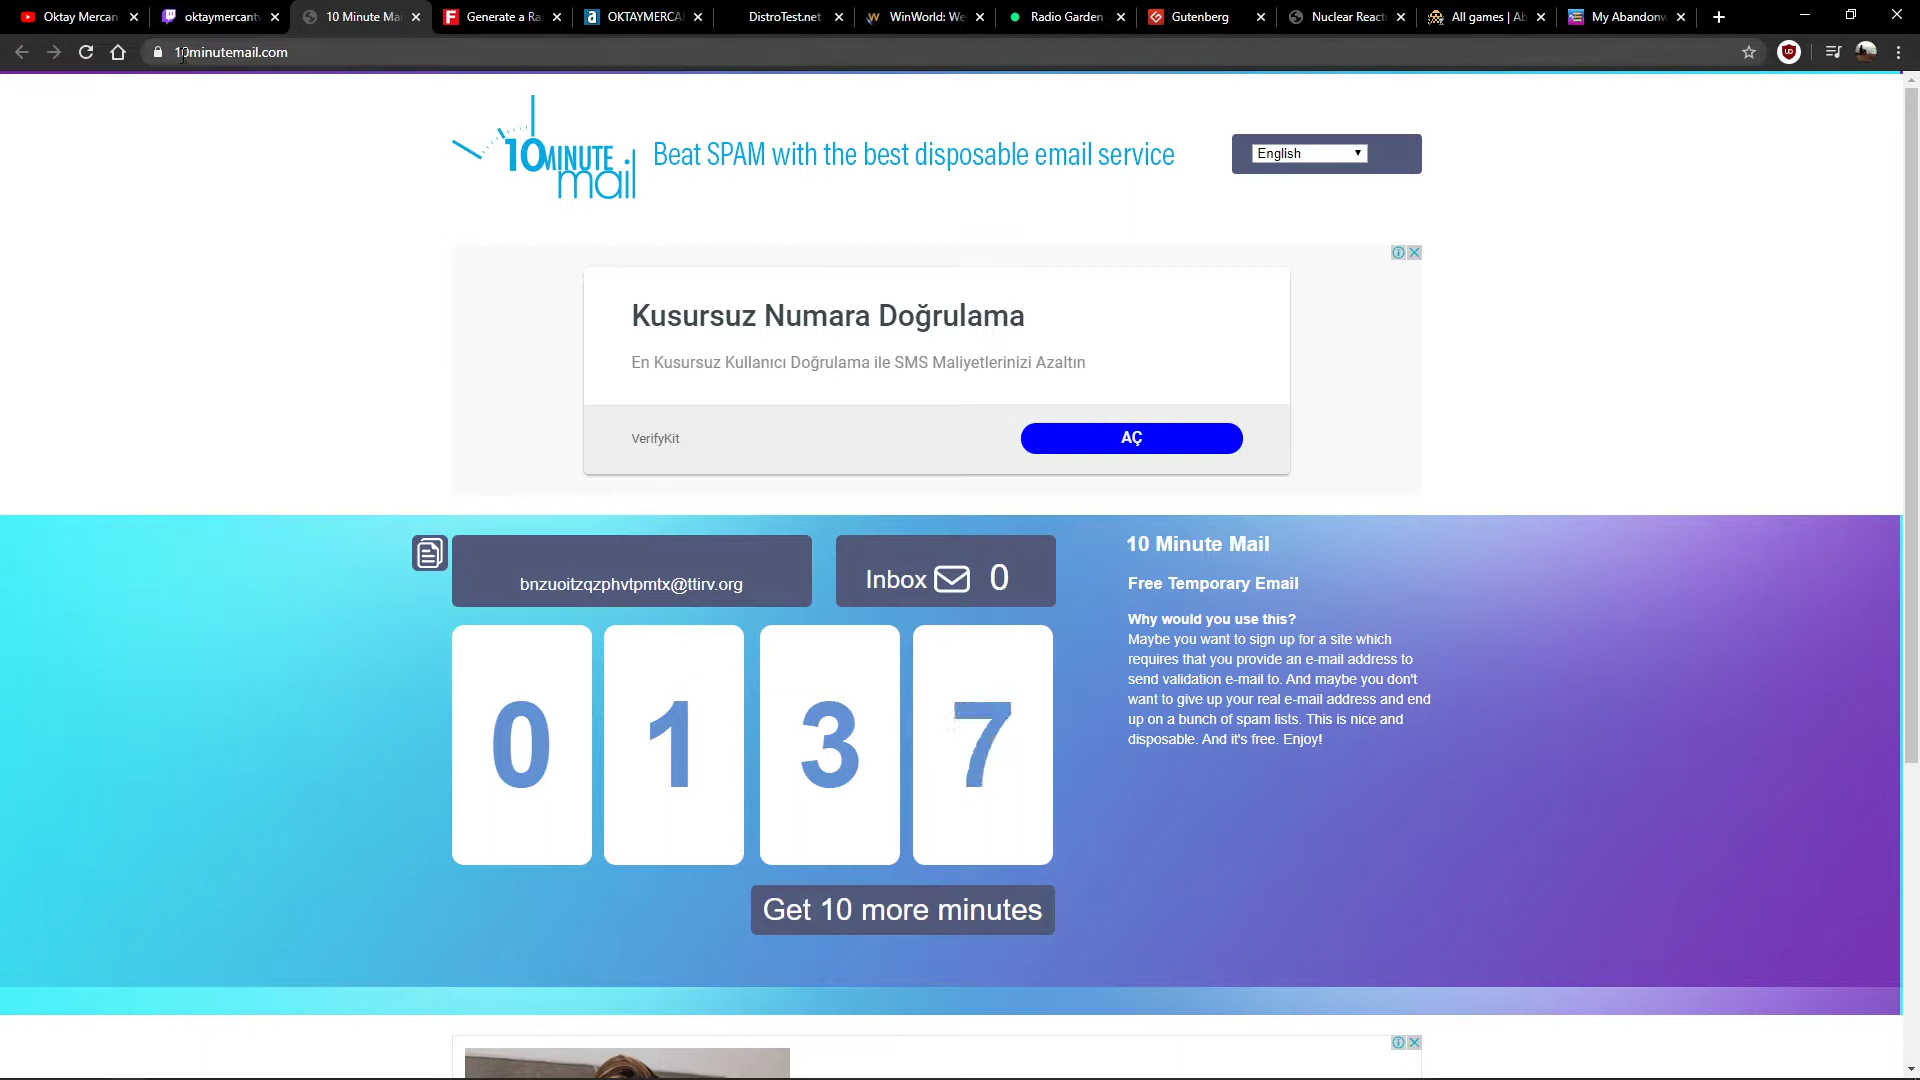 Oktay Mercan
oktaymercantv
10 Minute Mai
Generate a Ra
OKTAYMERCA
DistroTest.net
WinWorld: We
Radio Garden
Gutenberg
Nuclear React
All games | Ab
My Abandonw
10minutemail.com
10MINUTE
mail
Beat SPAM with the best disposable email service
English
Kusursuz Numara Doğrulama
En Kusursuz Kullanıcı Doğrulama ile SMS Maliyetlerinizi Azaltın
VerifyKit
AÇ
bnzuoitzqzphvtpmtx@ttirv.org
Inbox 0
0 1 3 7
Get 10 more minutes
10 Minute Mail
Free Temporary Email
Why would you use this?
Maybe you want to sign up for a site which
requires that you provide an e-mail address to
send validation e-mail to. And maybe you don't
want to give up your real e-mail address and end
up on a bunch of spam lists. This is nice and
disposable. And it's free. Enjoy!